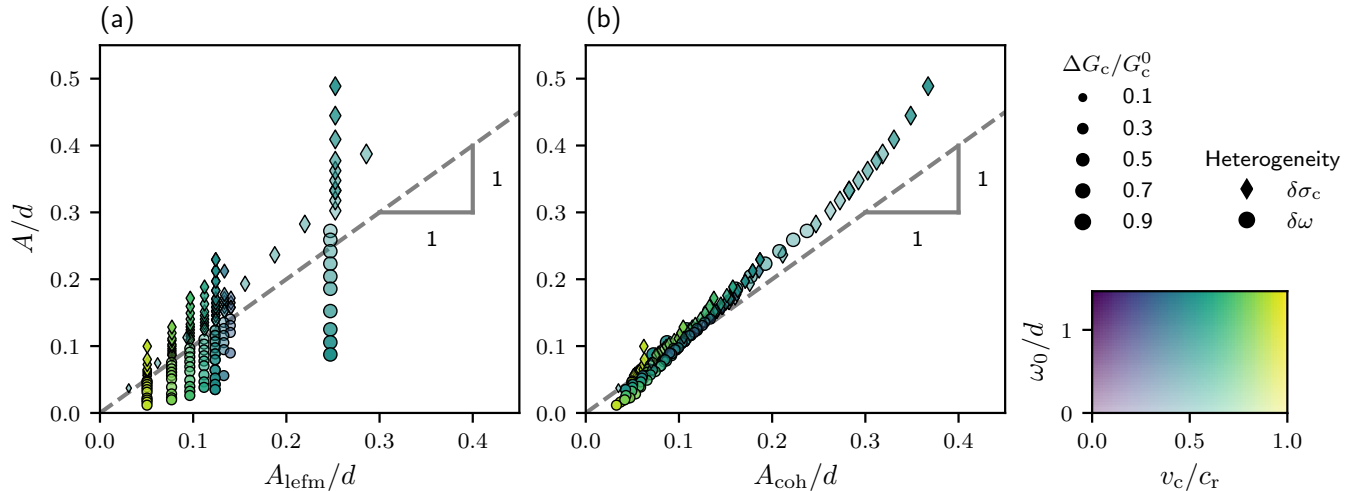 (a)
A/d
0.5
0.4
0.3
0.2
0.1
0.0
1
1
0.0 0.1 0.2 0.3 0.4
A_lefm/d
(b)
0.5
0.4
0.3
0.2
0.1
0.0
1
1
0.0 0.1 0.2 0.3 0.4
A_coh/d
ΔG_c/G_c^0
0.1
0.3
0.5
0.7
0.9
Heterogeneity
δσ_c
δω
ω_0/d
1
0
0.0 0.5 1.0
v_c/c_r